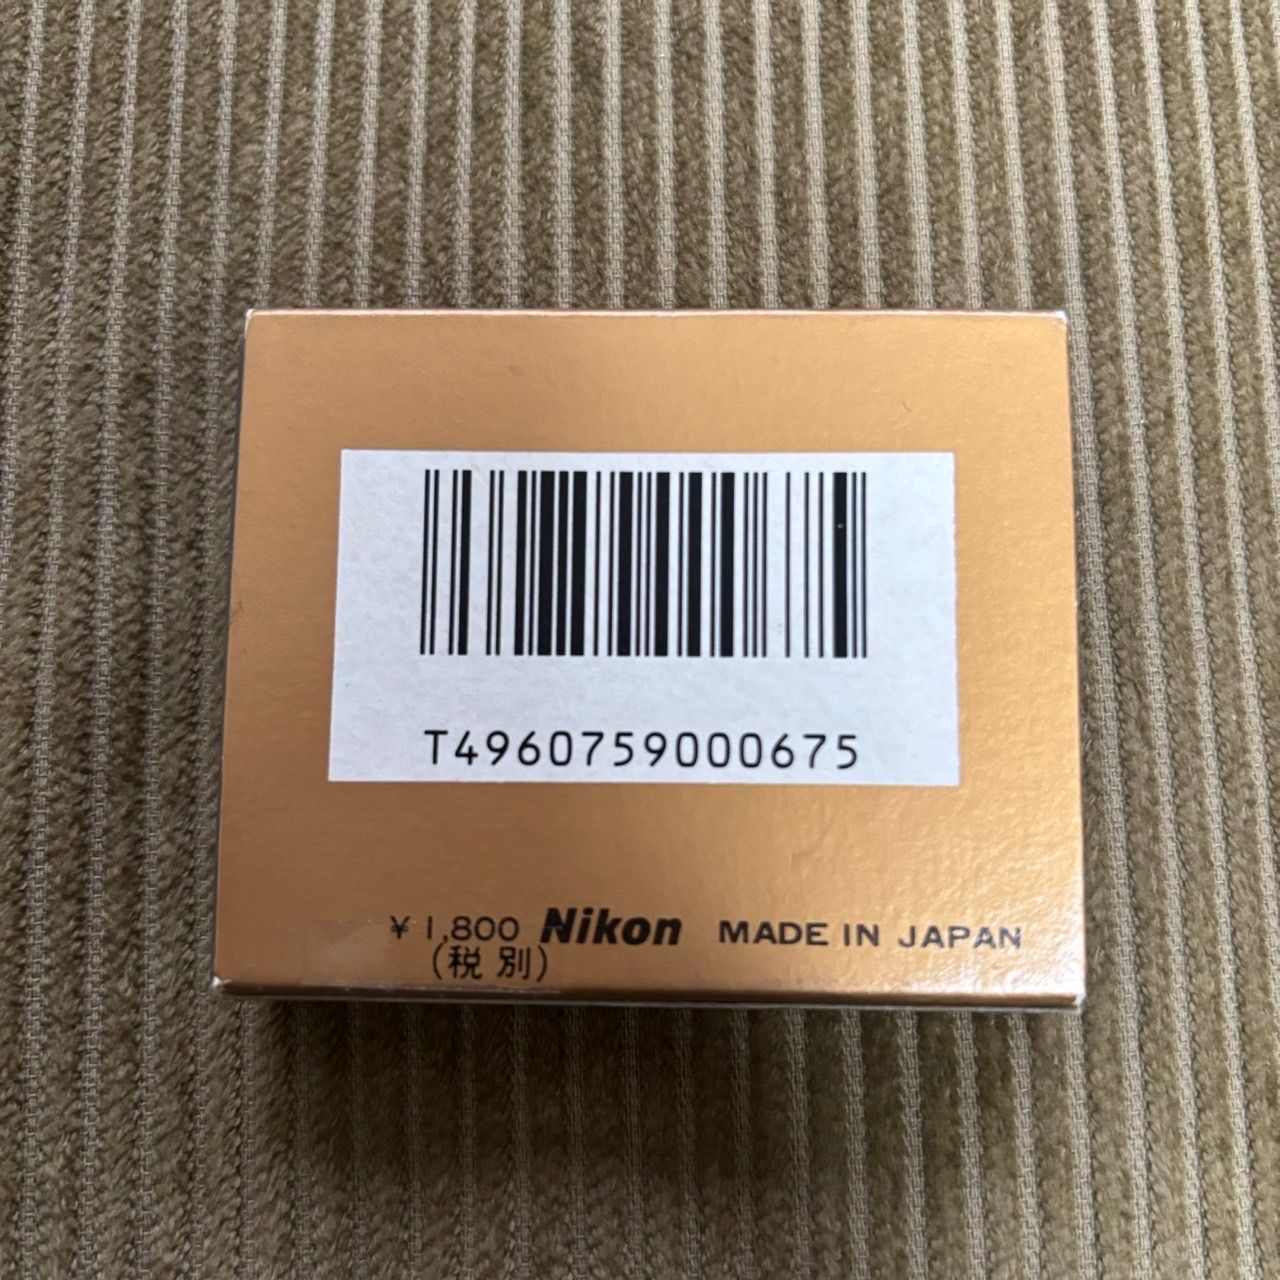 T4960759000675
¥1,800 Nikon MADE IN JAPAN
(税別)